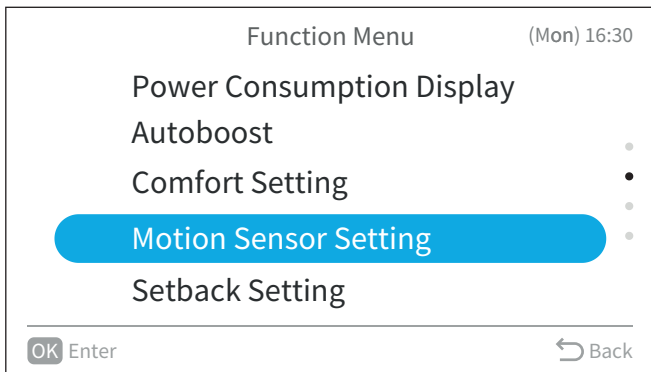 Function Menu (Mon) 16:30
Power Consumption Display
Autoboost
Comfort Setting
Motion Sensor Setting
Setback Setting
OK Enter Back